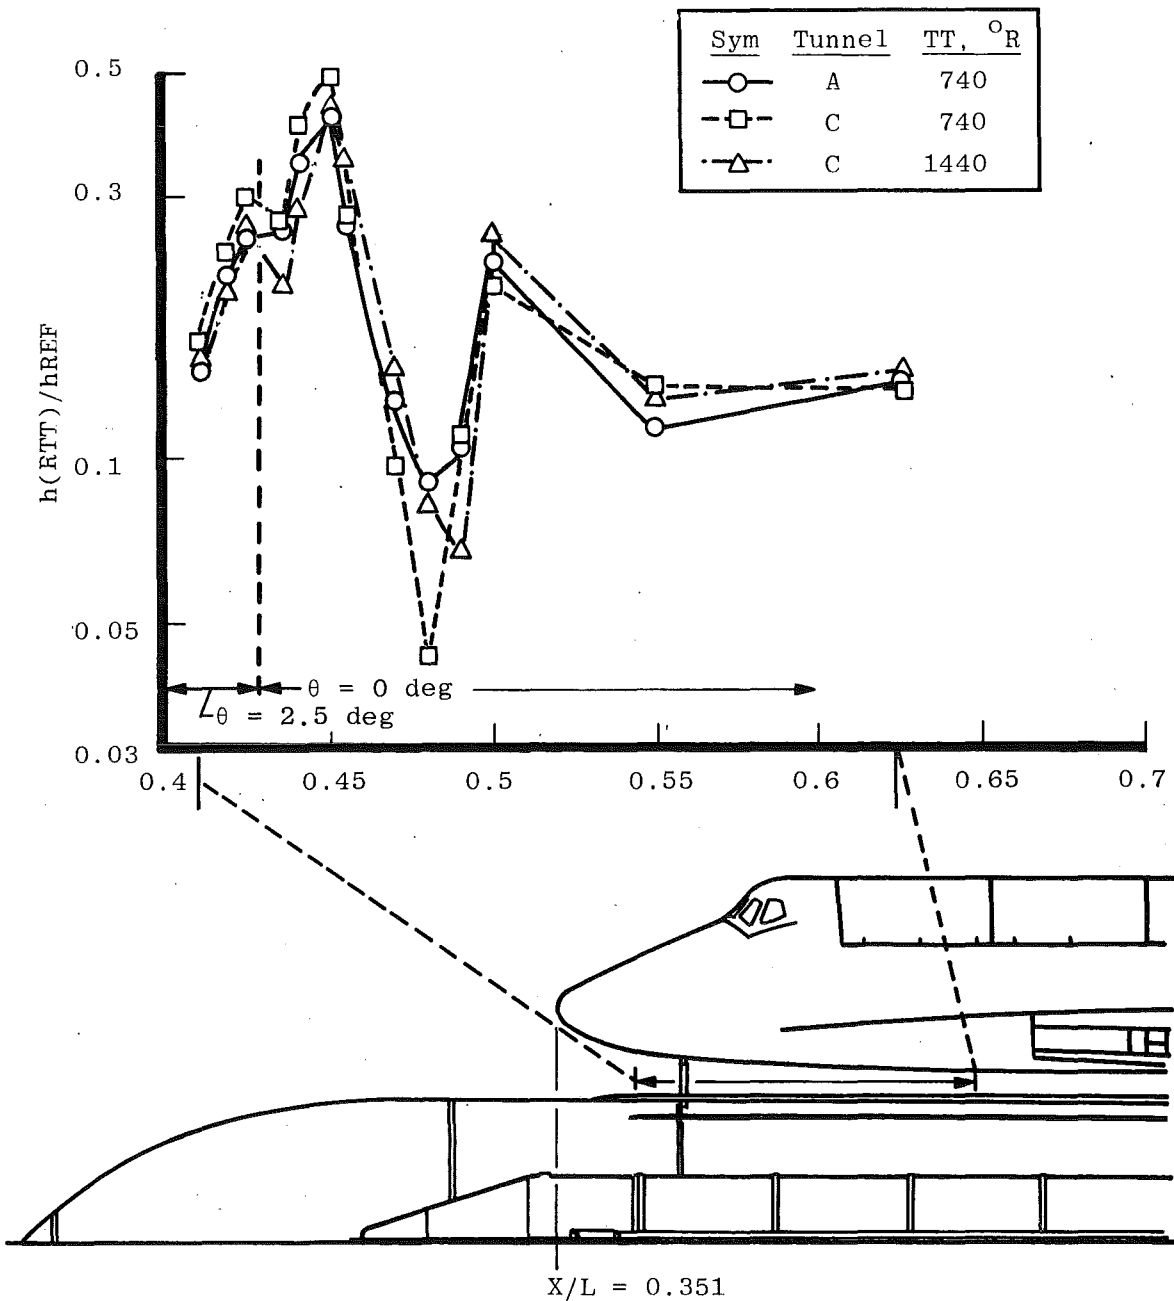 Sym Tunnel TT, °R
A 740
C 740
C 1440
0.5
0.3
0.1
0.05
0.03
h(RTT)/hREF
θ = 0 deg
θ = 2.5 deg
0.4 0.45 0.5 0.55 0.6 0.65 0.7
X/L = 0.351